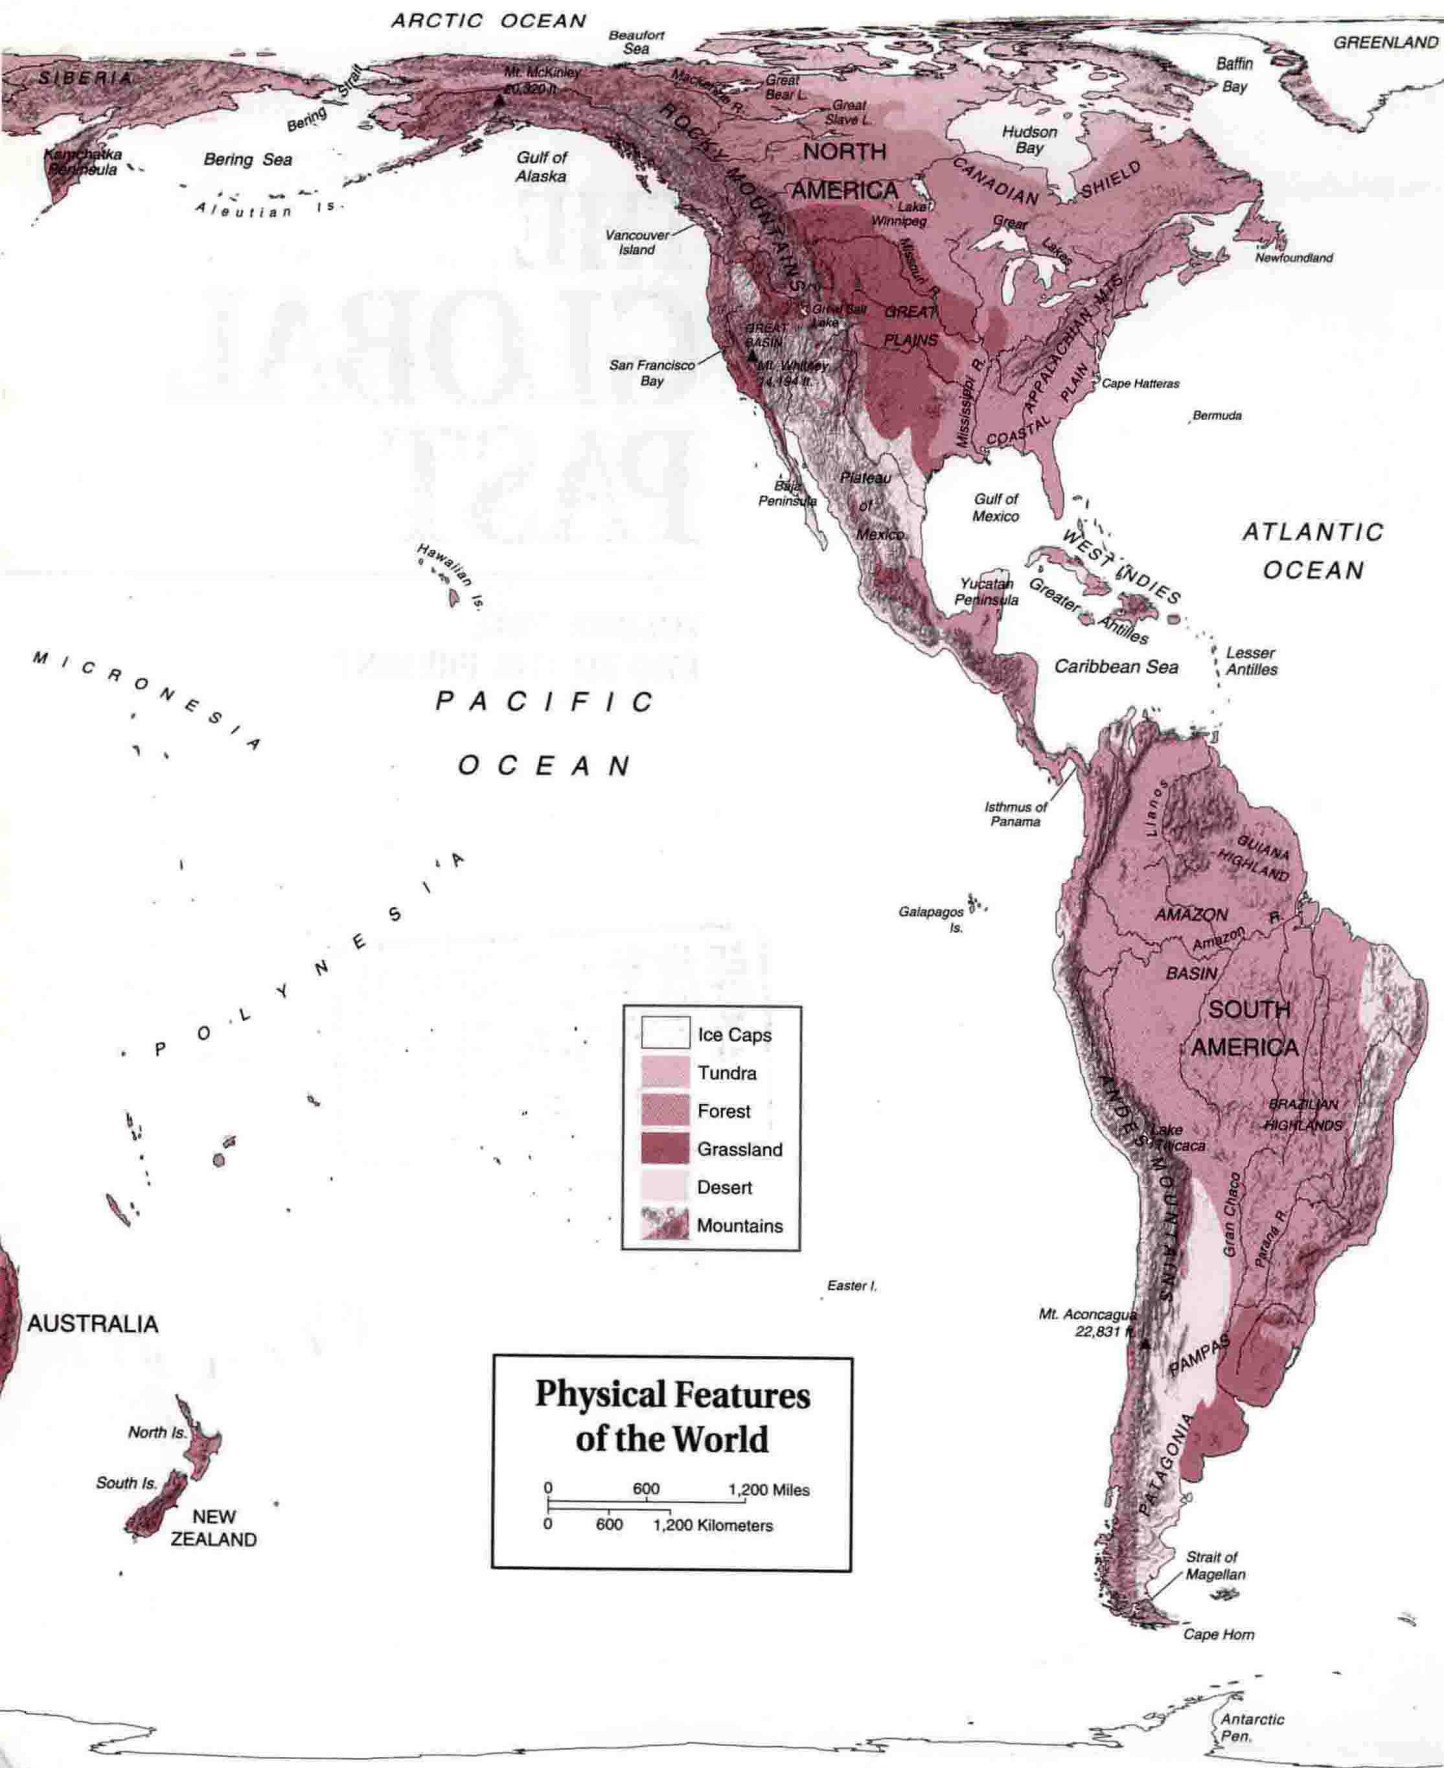 ARCTIC OCEAN
Beaufort
Sea
GREENLAND
Baffin
Bay
SIBERIA
Bering Strait
Mt. McKinley
20,320 ft.
Mackenzie R.
Great
Bear L.
Great
Slave L.
Hudson
Bay
Kamchatka
Peninsula
Bering Sea
Aleutian Is.
Gulf of
Alaska
ROCKY MOUNTAINS
NORTH
AMERICA
CANADIAN SHIELD
Lake
Winnipeg
Great Lakes
Vancouver
Island
Missouri R.
Newfoundland
Great Salt
Lake
GREAT
PLAINS
GREAT
BASIN
APPALACHIAN MTS.
San Francisco
Bay
Mt. Whitney
14,494 ft.
Mississippi R.
COASTAL PLAIN
Cape Hatteras
Bermuda
Baja
Peninsula
Plateau
of
Mexico
Gulf of
Mexico
ATLANTIC
OCEAN
Hawaiian Is.
WEST INDIES
Yucatan
Peninsula
Greater Antilles
Lesser
Antilles
Caribbean Sea
MICRONESIA
PACIFIC
OCEAN
Isthmus of
Panama
Llanos
GUIANA
HIGHLAND
POLYNESIA
Galapagos
Is.
AMAZON
Amazon R.
BASIN
SOUTH
AMERICA
Ice Caps
Tundra
Forest
Grassland
Desert
Mountains
ANDES MOUNTAINS
BRAZILIAN
HIGHLANDS
Lake
Titicaca
Gran Chaco
Parana R.
Easter I.
AUSTRALIA
Mt. Aconcagua
22,831 ft.
PAMPAS
PATAGONIA
Physical Features
of the World
0 600 1,200 Miles
0 600 1,200 Kilometers
North Is.
South Is.
NEW
ZEALAND
Strait of
Magellan
Cape Horn
Antarctic
Pen.